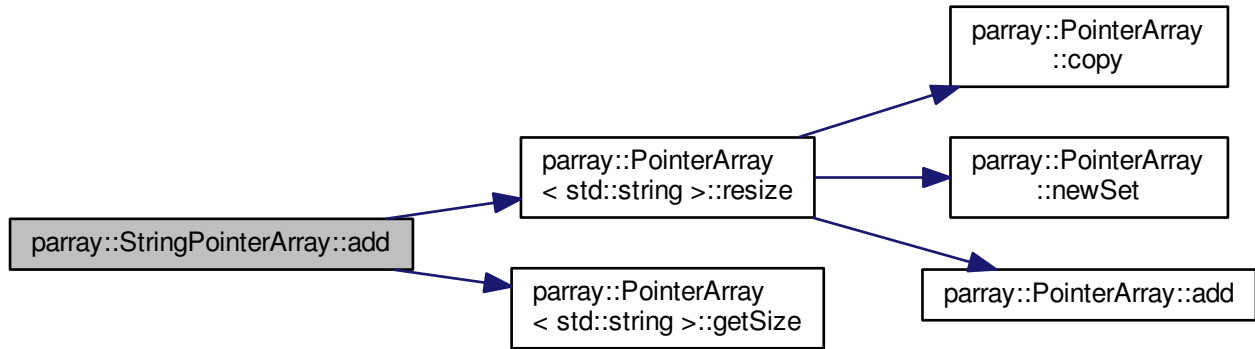 parray::StringPointerArray::add
parray::PointerArray
< std::string >::resize
parray::PointerArray
< std::string >::getSize
parray::PointerArray
::copy
parray::PointerArray
::newSet
parray::PointerArray::add